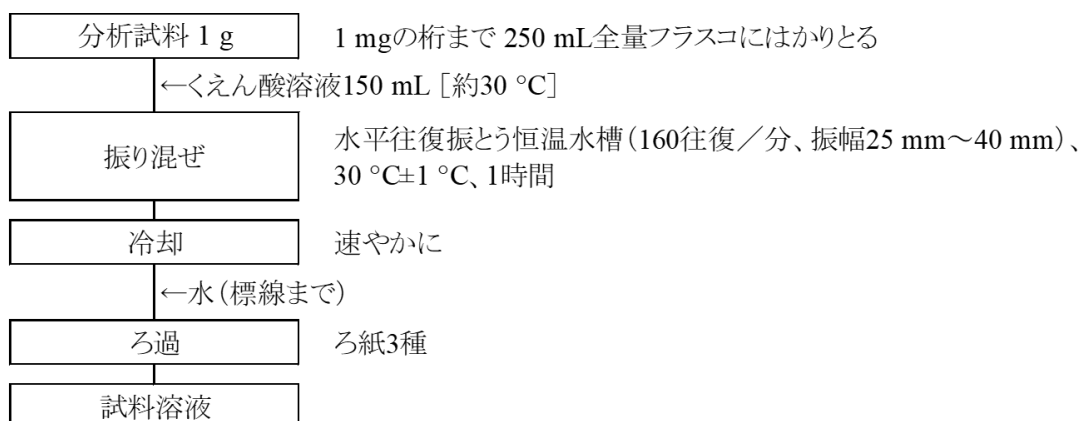 分析試料 1 g
1 mgの桁まで 250 mL全量フラスコにはかりとる
←くえん酸溶液150 mL［約30 °C］
振り混ぜ
水平往復振とう恒温水槽（160往復／分、振幅25 mm～40 mm）、
30 °C±1 °C、1時間
冷却
速やかに
←水（標線まで）
ろ過
ろ紙3種
試料溶液